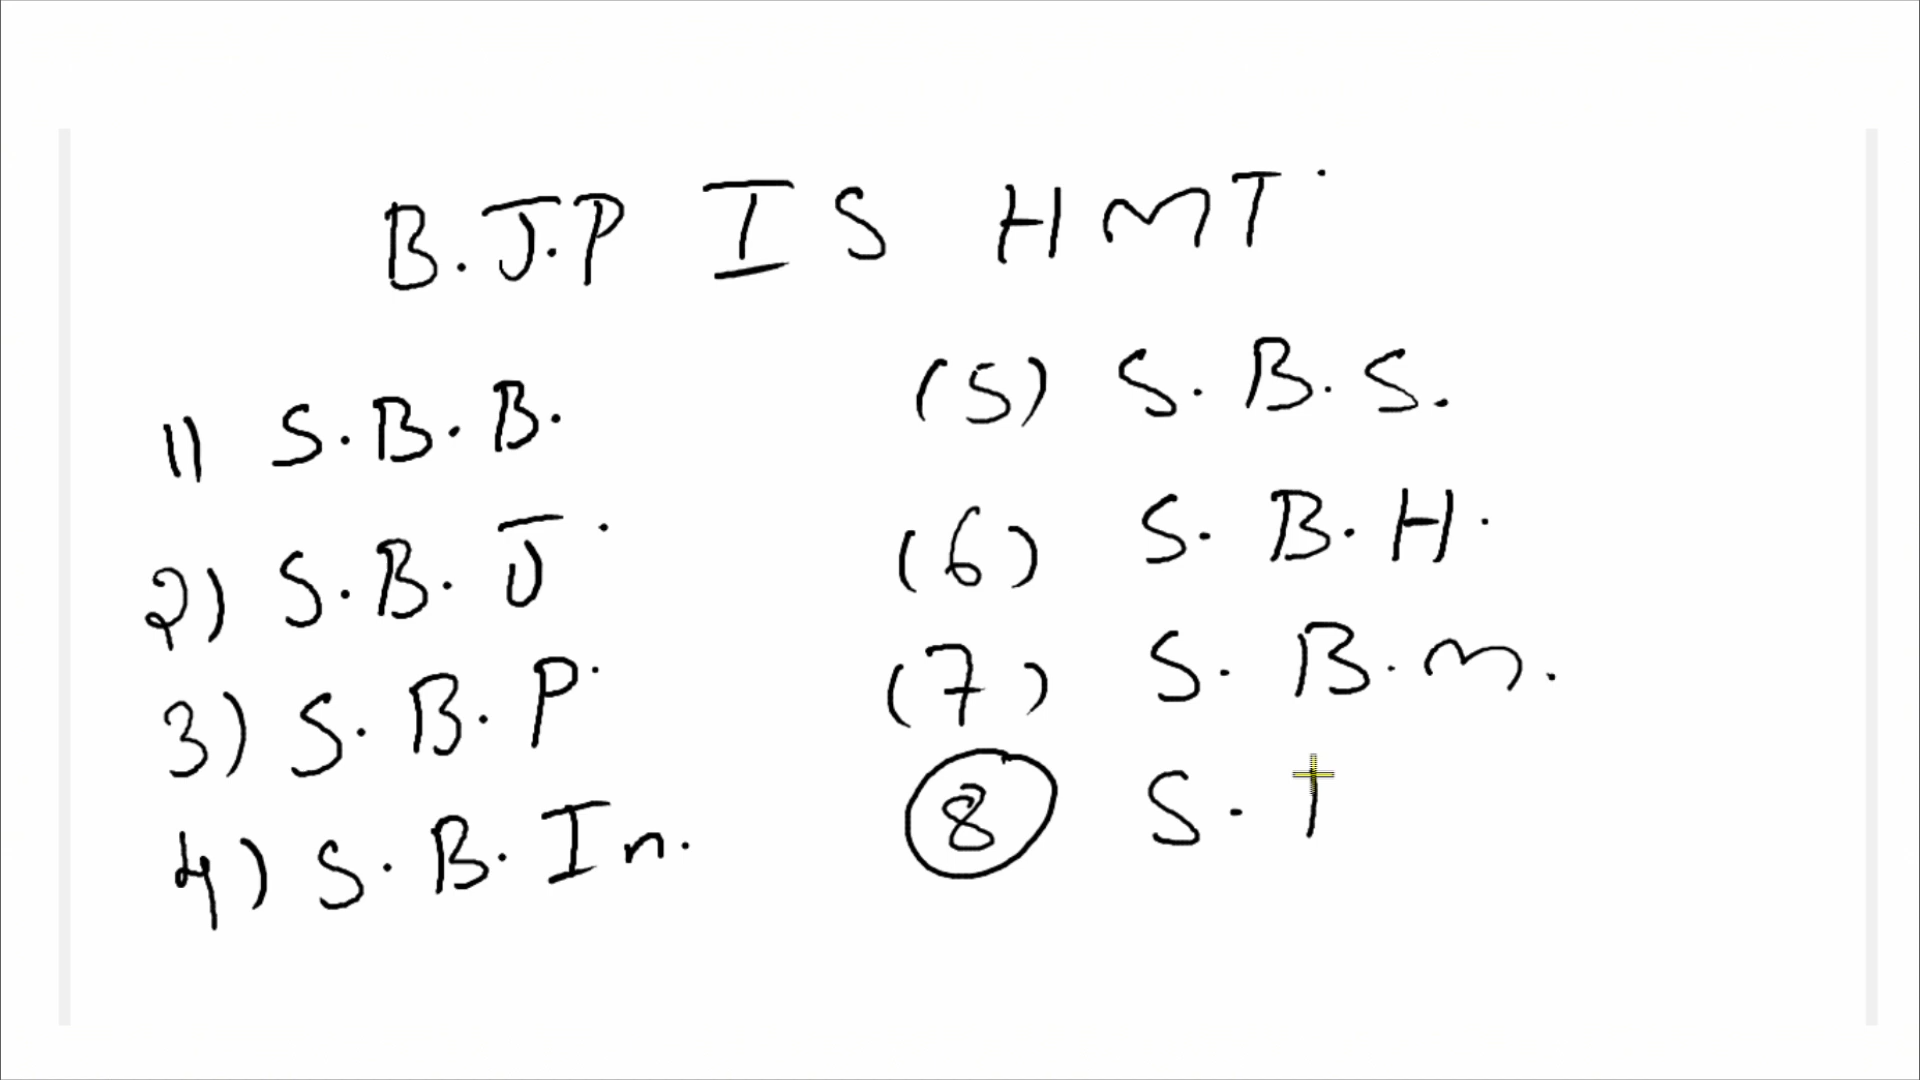 B.J.P IS HMT.
1) S.B.B.
2) S.B.J.
3) S.B.P.
4) S.B.In.
(5) S.B.S.
(6) S.B.H.
(7) S.B.m.
8 S.